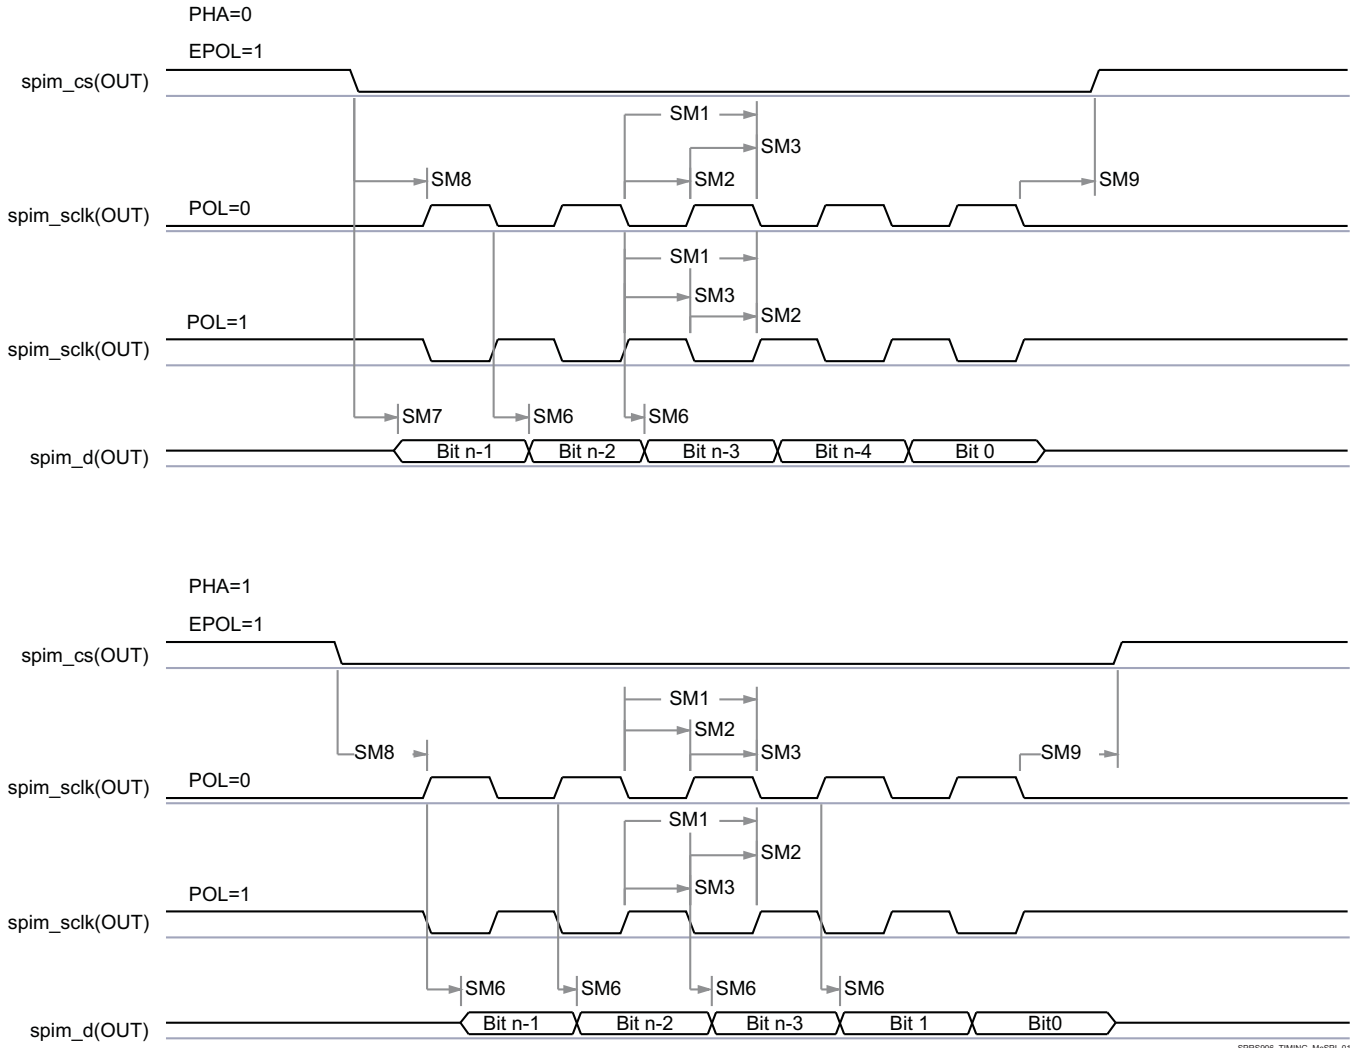 PHA=0
EPOL=1
spim_cs(OUT)
SM1
SM3
SM8
SM2
SM9
spim_sclk(OUT)
POL=0
SM1
SM3
SM2
POL=1
spim_sclk(OUT)
SM7
SM6
SM6
spim_d(OUT)
Bit n-1
Bit n-2
Bit n-3
Bit n-4
Bit 0
PHA=1
EPOL=1
spim_cs(OUT)
SM1
SM2
SM8
SM3
SM9
spim_sclk(OUT)
POL=0
SM1
SM2
SM3
POL=1
spim_sclk(OUT)
SM6
SM6
SM6
SM6
spim_d(OUT)
Bit n-1
Bit n-2
Bit n-3
Bit 1
Bit0